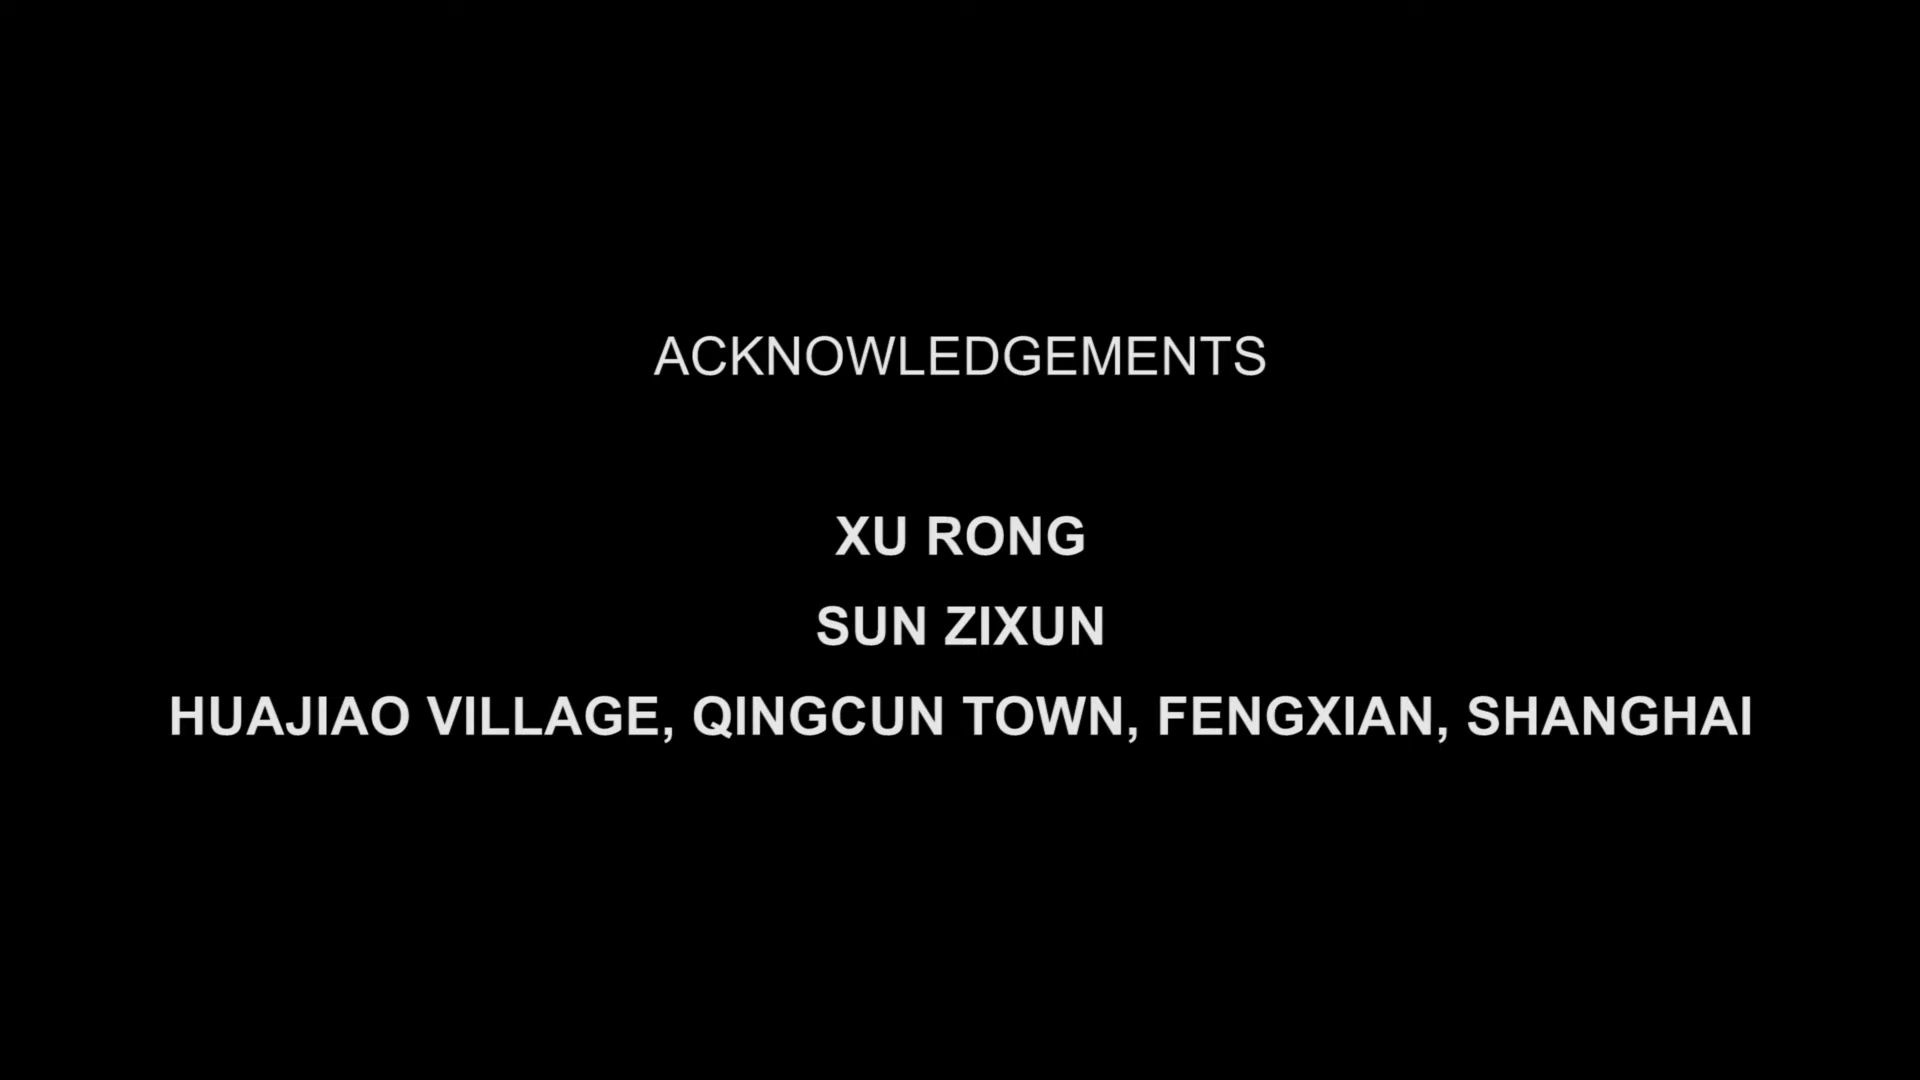 ACKNOWLEDGEMENTS
XU RONG
SUN ZIXUN
HUAJIAO VILLAGE, QINGCUN TOWN, FENGXIAN, SHANGHAI